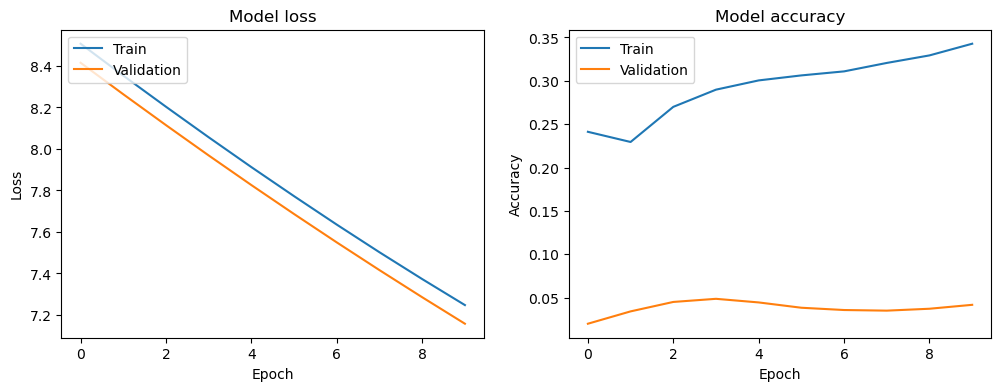 Model loss
Train
Validation
8.4
8.2
8.0
7.8
7.6
7.4
7.2
Loss
0
2
4
6
8
Epoch
Model accuracy
Train
Validation
0.35
0.30
0.25
0.20
0.15
0.10
0.05
Accuracy
0
2
4
6
8
Epoch